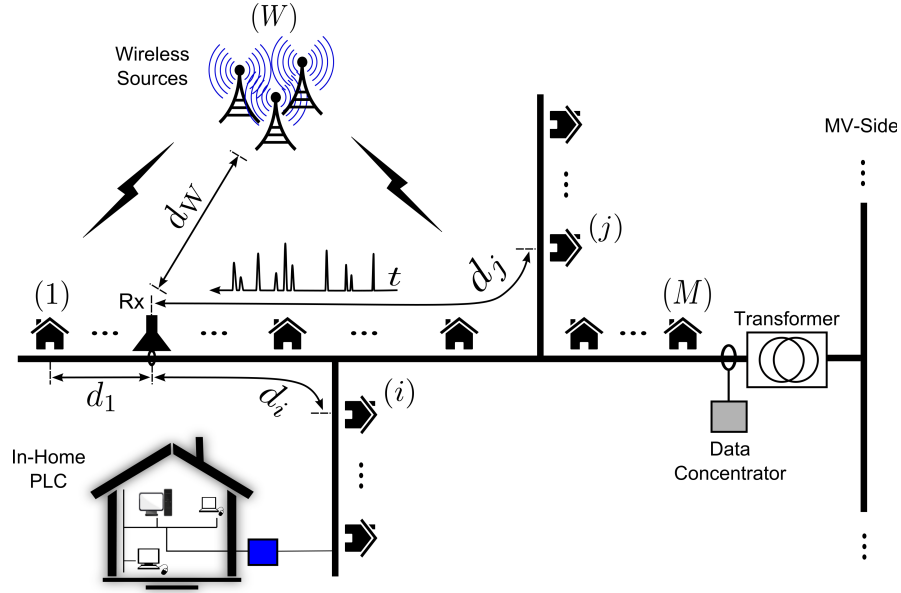 (W)
Wireless
Sources
MV-Side
d_W
(j)
d_j
t
(1)
Rx
(M)
Transformer
d_1
d_i
(i)
Data
Concentrator
In-Home
PLC